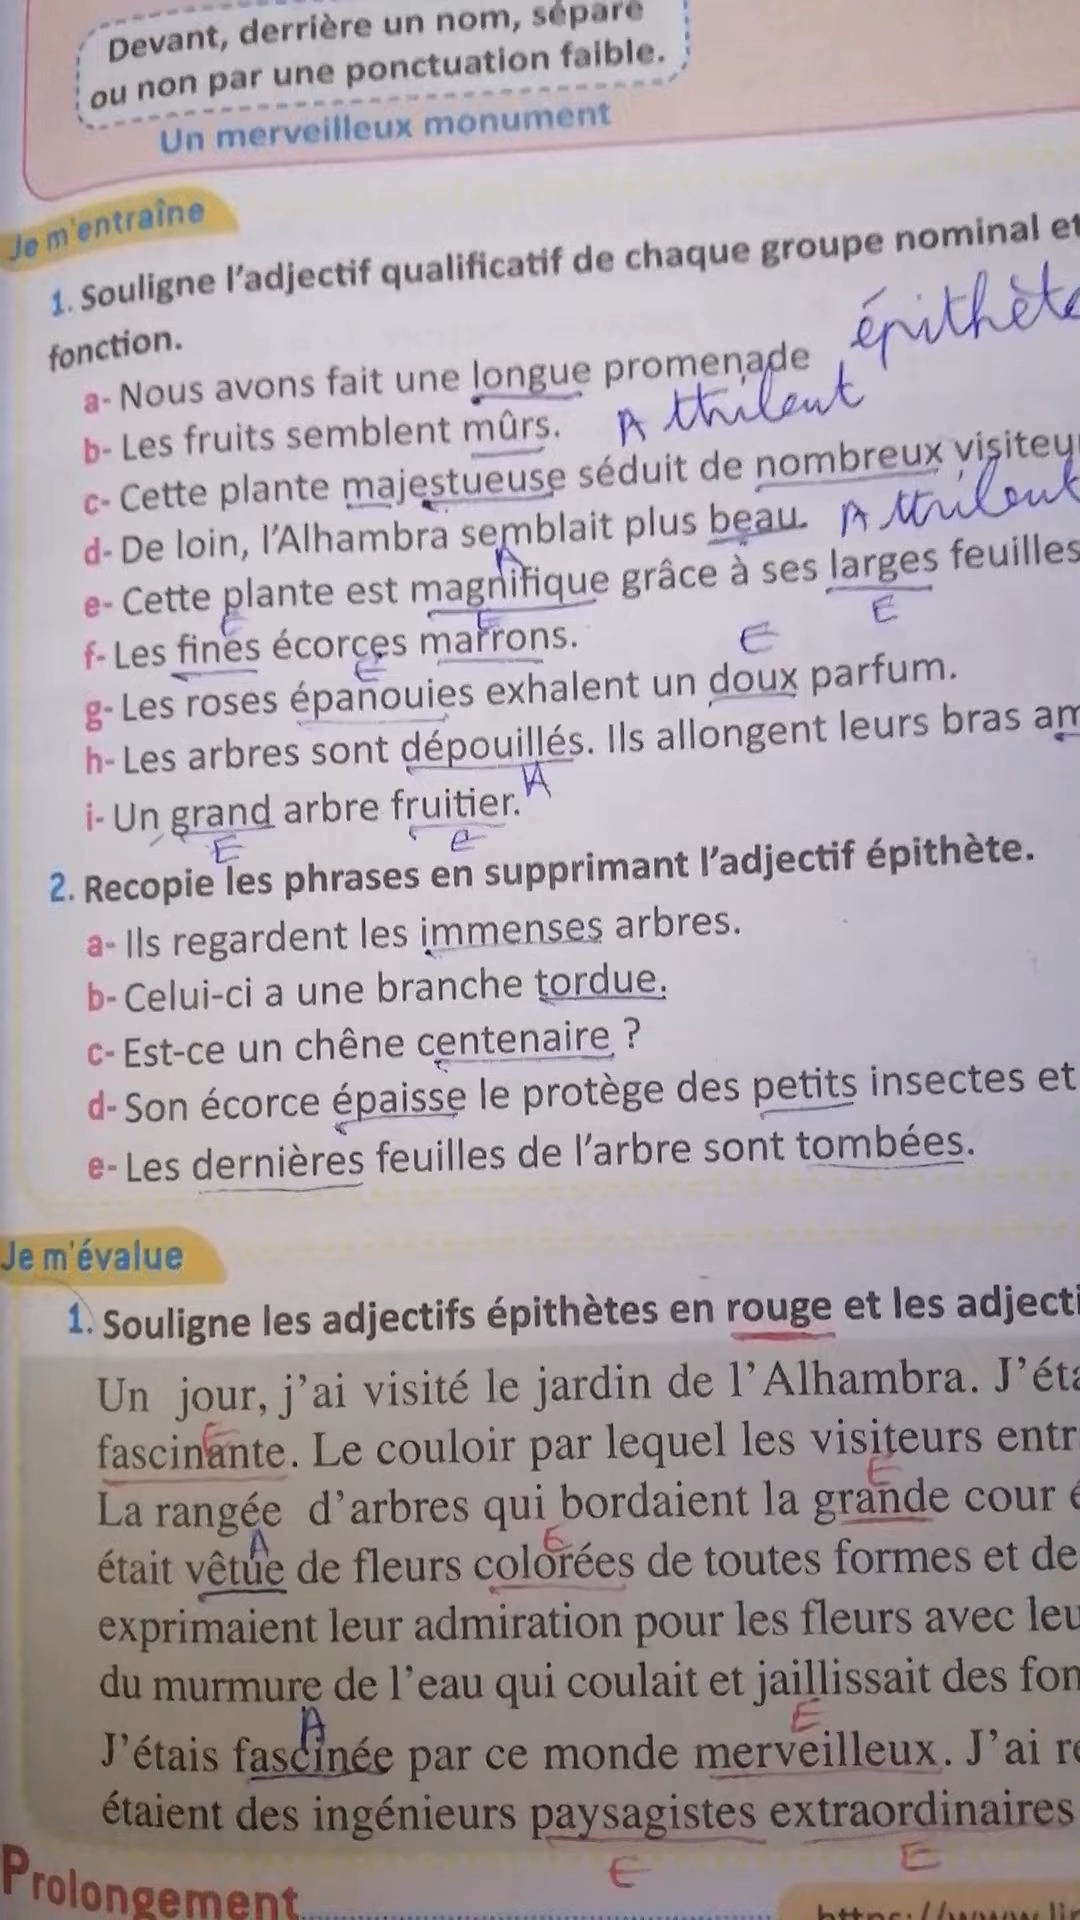 Devant, derrière un nom, séparé
ou non par une ponctuation faible.
Un merveilleux monument
Je m'entraîne
1. Souligne l'adjectif qualificatif de chaque groupe nominal et
fonction.
épithète
a- Nous avons fait une longue promenade
b- Les fruits semblent mûrs. Attribut
c- Cette plante majestueuse séduit de nombreux
d- De loin, l'Alhambra semblait plus beau. Attribut
A
e- Cette plante est magnifique grâce à ses larges feuilles
E E E
f- Les fines écorces marrons.
E E
g- Les roses épanouies exhalent un doux parfum.
h- Les arbres sont dépouillés. Ils allongent leurs bras
A
i- Un grand arbre fruitier.
E e
2. Recopie les phrases en supprimant l'adjectif épithète.
a- Ils regardent les immenses arbres.
b- Celui-ci a une branche tordue.
c- Est-ce un chêne centenaire ?
d- Son écorce épaisse le protège des petits insectes et
e- Les dernières feuilles de l'arbre sont tombées.
Je m'évalue
1. Souligne les adjectifs épithètes en rouge et les
Un jour, j'ai visité le jardin de l'Alhambra.
E
fascinante. Le couloir par lequel les visiteurs
E
La rangée d'arbres qui bordaient la grande cour
A E
était vêtue de fleurs colorées de toutes formes et de
exprimaient leur admiration pour les fleurs avec
du murmure de l'eau qui coulait et jaillissait des
A E
J'étais fascinée par ce monde merveilleux. J'ai
étaient des ingénieurs paysagistes extraordinaires
E E
Prolongement